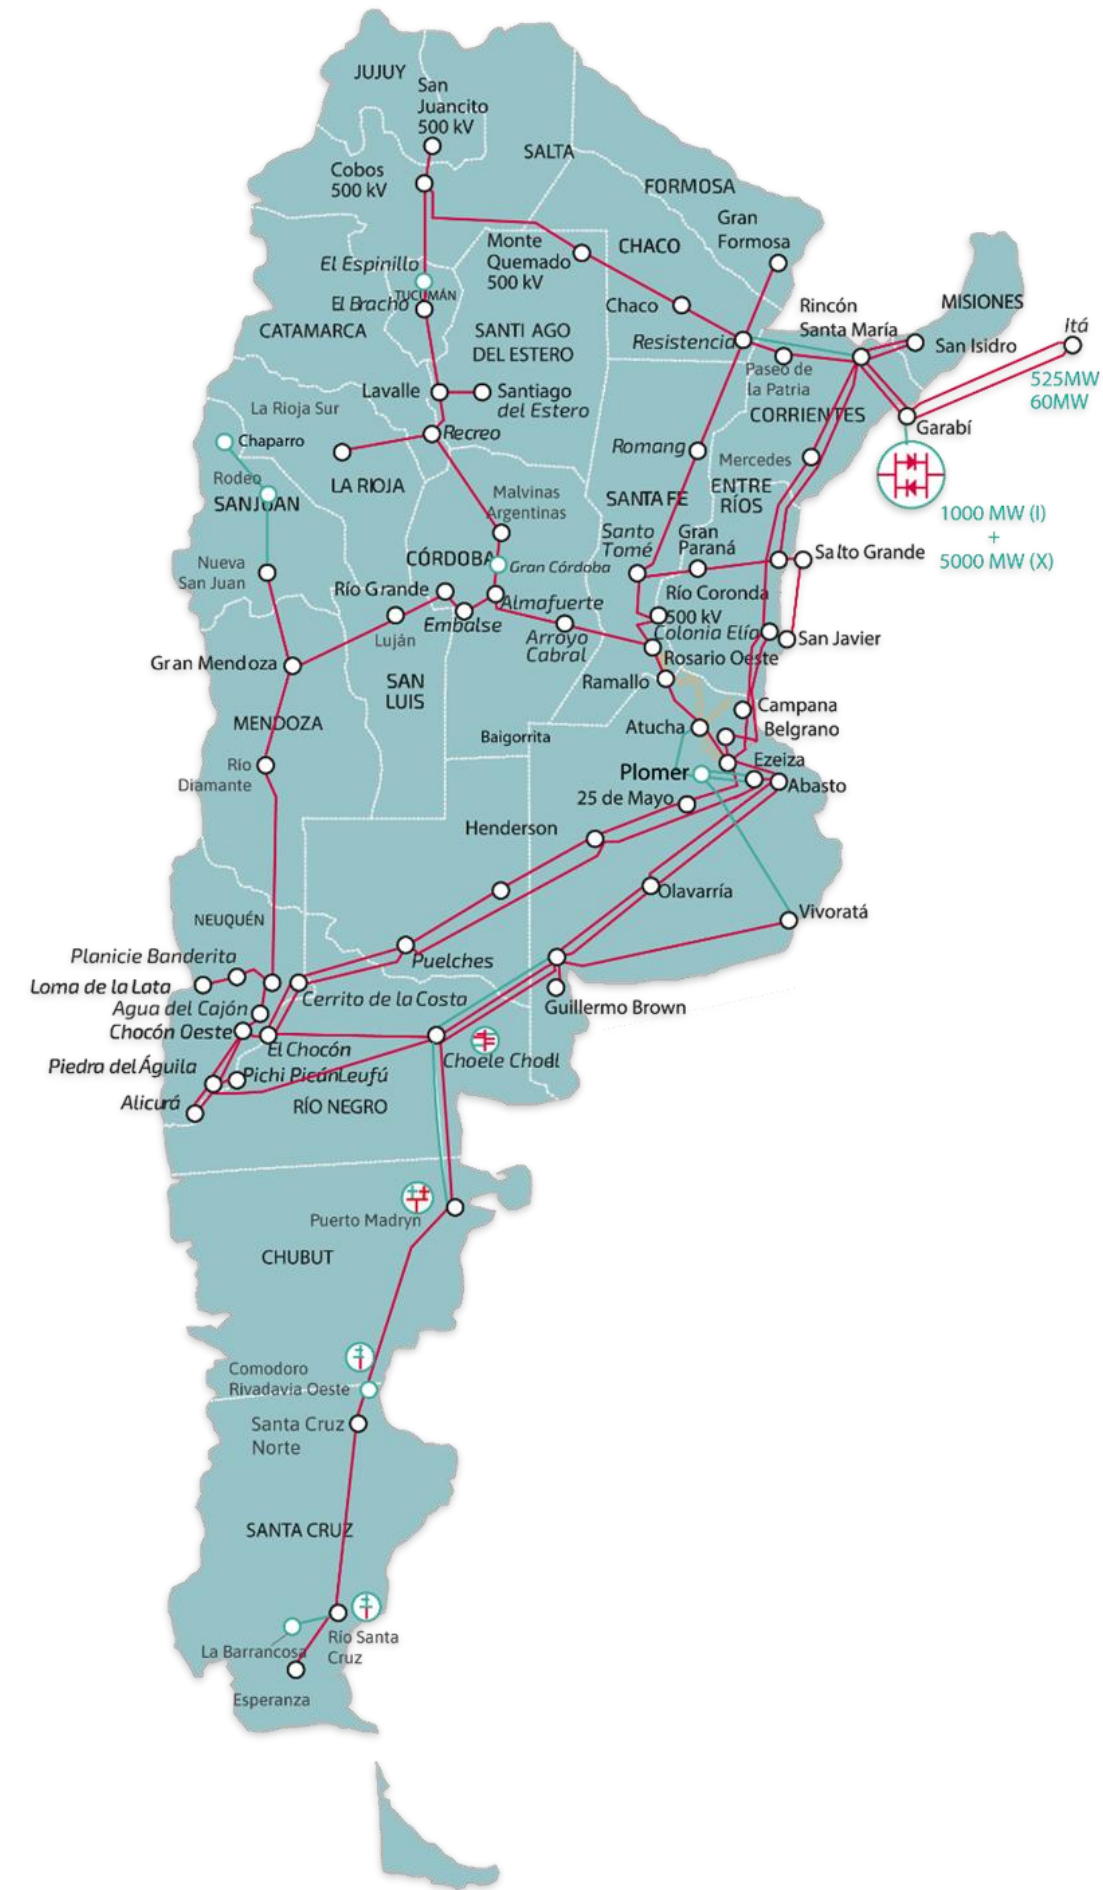 JUJUY
San
Juancito
500 kV
SALTA
Cobos
500 kV
FORMOSA
Gran
Formosa
CHACO
Monte
Quemado
500 kV
El Espinillo
TUCUMÁN
El Bracho
Chaco
Rincón
Santa María
MISIONES
Itá
CATAMARCA
SANTIAGO
DEL ESTERO
Resistencia
San Isidro
Paseo de
la Patria
525MW
60MW
Lavalle
Santiago
del Estero
CORRIENTES
Garabí
La Rioja Sur
Recreo
Chaparro
Romang
Mercedes
Rodeo
LA RIOJA
SAN JUAN
Malvinas
Argentinas
SANTA FE
ENTRE
RÍOS
1000 MW (I)
+
5000 MW (X)
Santo
Tomé
Gran
Paraná
Salto Grande
CÓRDOBA
Gran Córdoba
Nueva
San Juan
Río Grande
Río Coronda
500 kV
Almafuerte
Embalse
Luján
Arroyo
Cabral
Colonia Elía
San Javier
Rosario Oeste
Gran Mendoza
Ramallo
SAN
LUIS
Campana
MENDOZA
Atucha
Belgrano
Baigorrita
Río
Diamante
Ezeiza
Plomer
Abasto
25 de Mayo
Henderson
Olavarría
Vivoratá
NEUQUÉN
Planicie Banderita
Puelches
Loma de la Lata
Cerrito de la Costa
Guillermo Brown
Agua del Cajón
Chocón Oeste
El Chocón
Choele Choel
Piedra del Águila
Pichi Picún Leufú
Alicurá
RÍO NEGRO
Puerto Madryn
CHUBUT
Comodoro
Rivadavia Oeste
Santa Cruz
Norte
SANTA CRUZ
Río Santa
Cruz
La Barrancosa
Esperanza